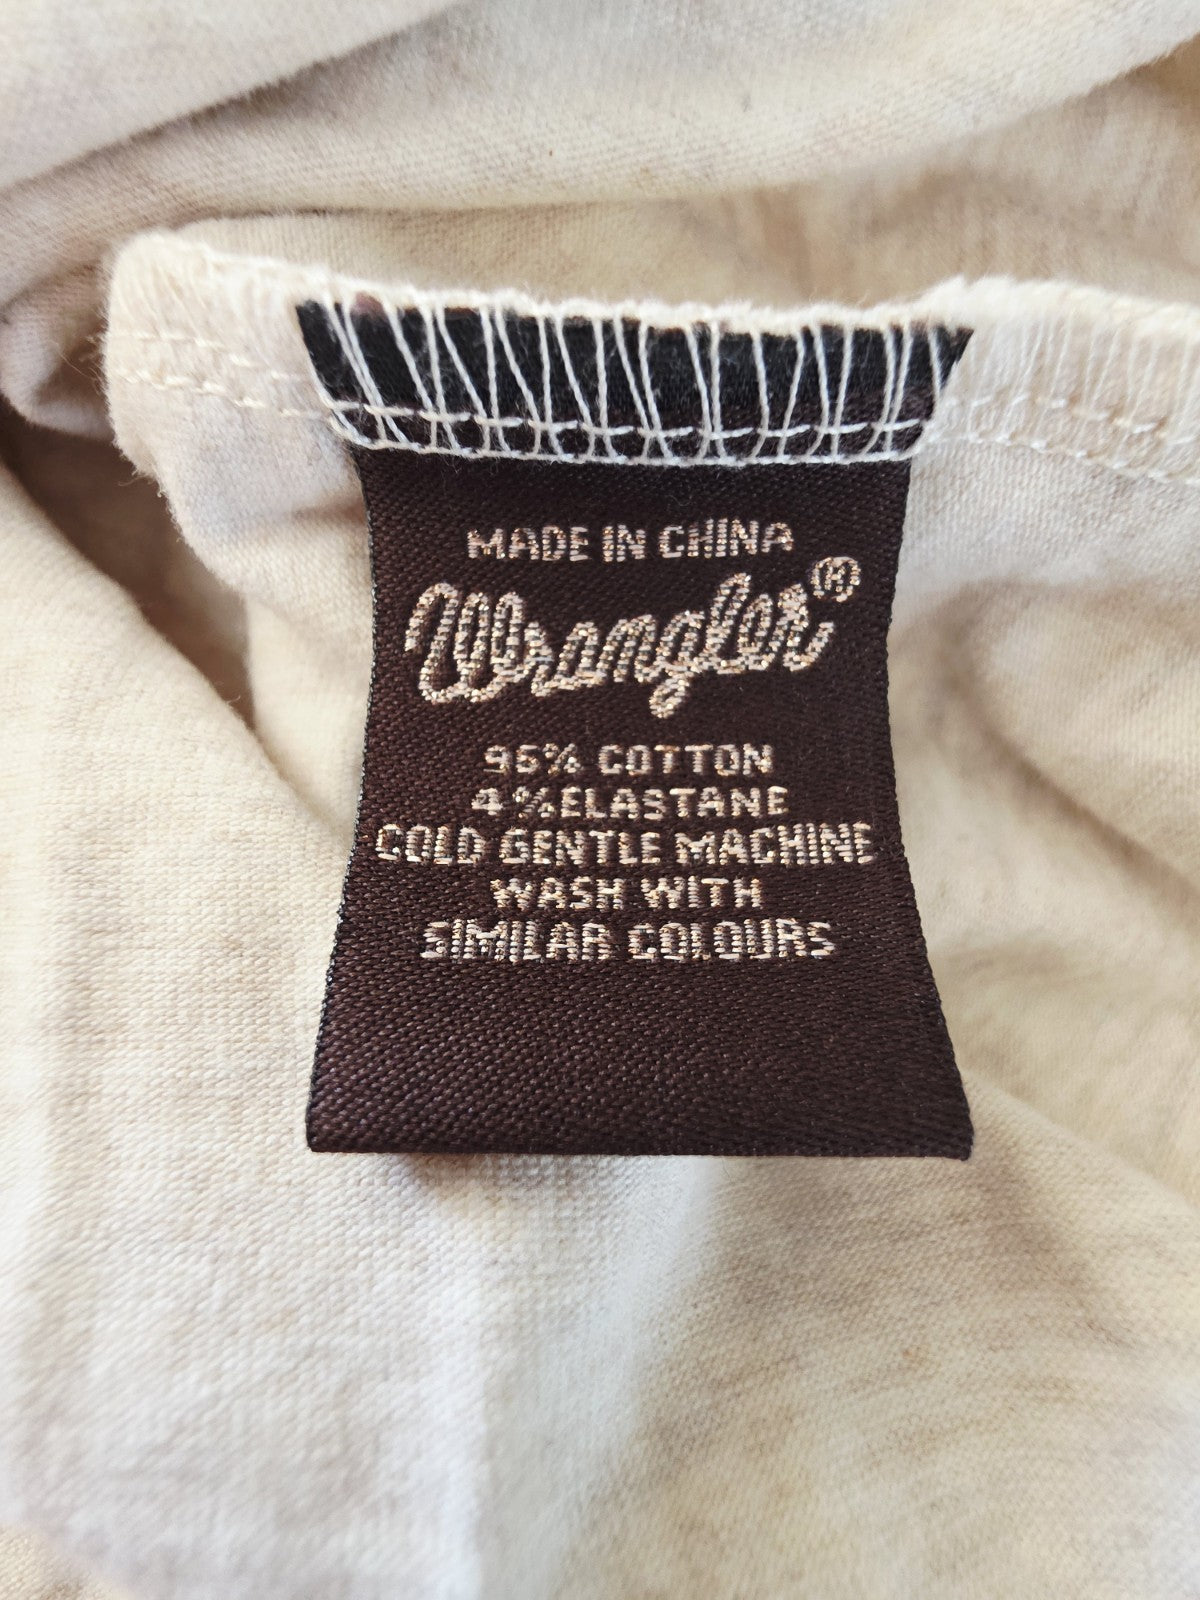 MADE IN CHINA
Wrangler®
96% COTTON
4%ELASTANE
COLD GENTLE MACHINE
WASH WITH
SIMILAR COLOURS